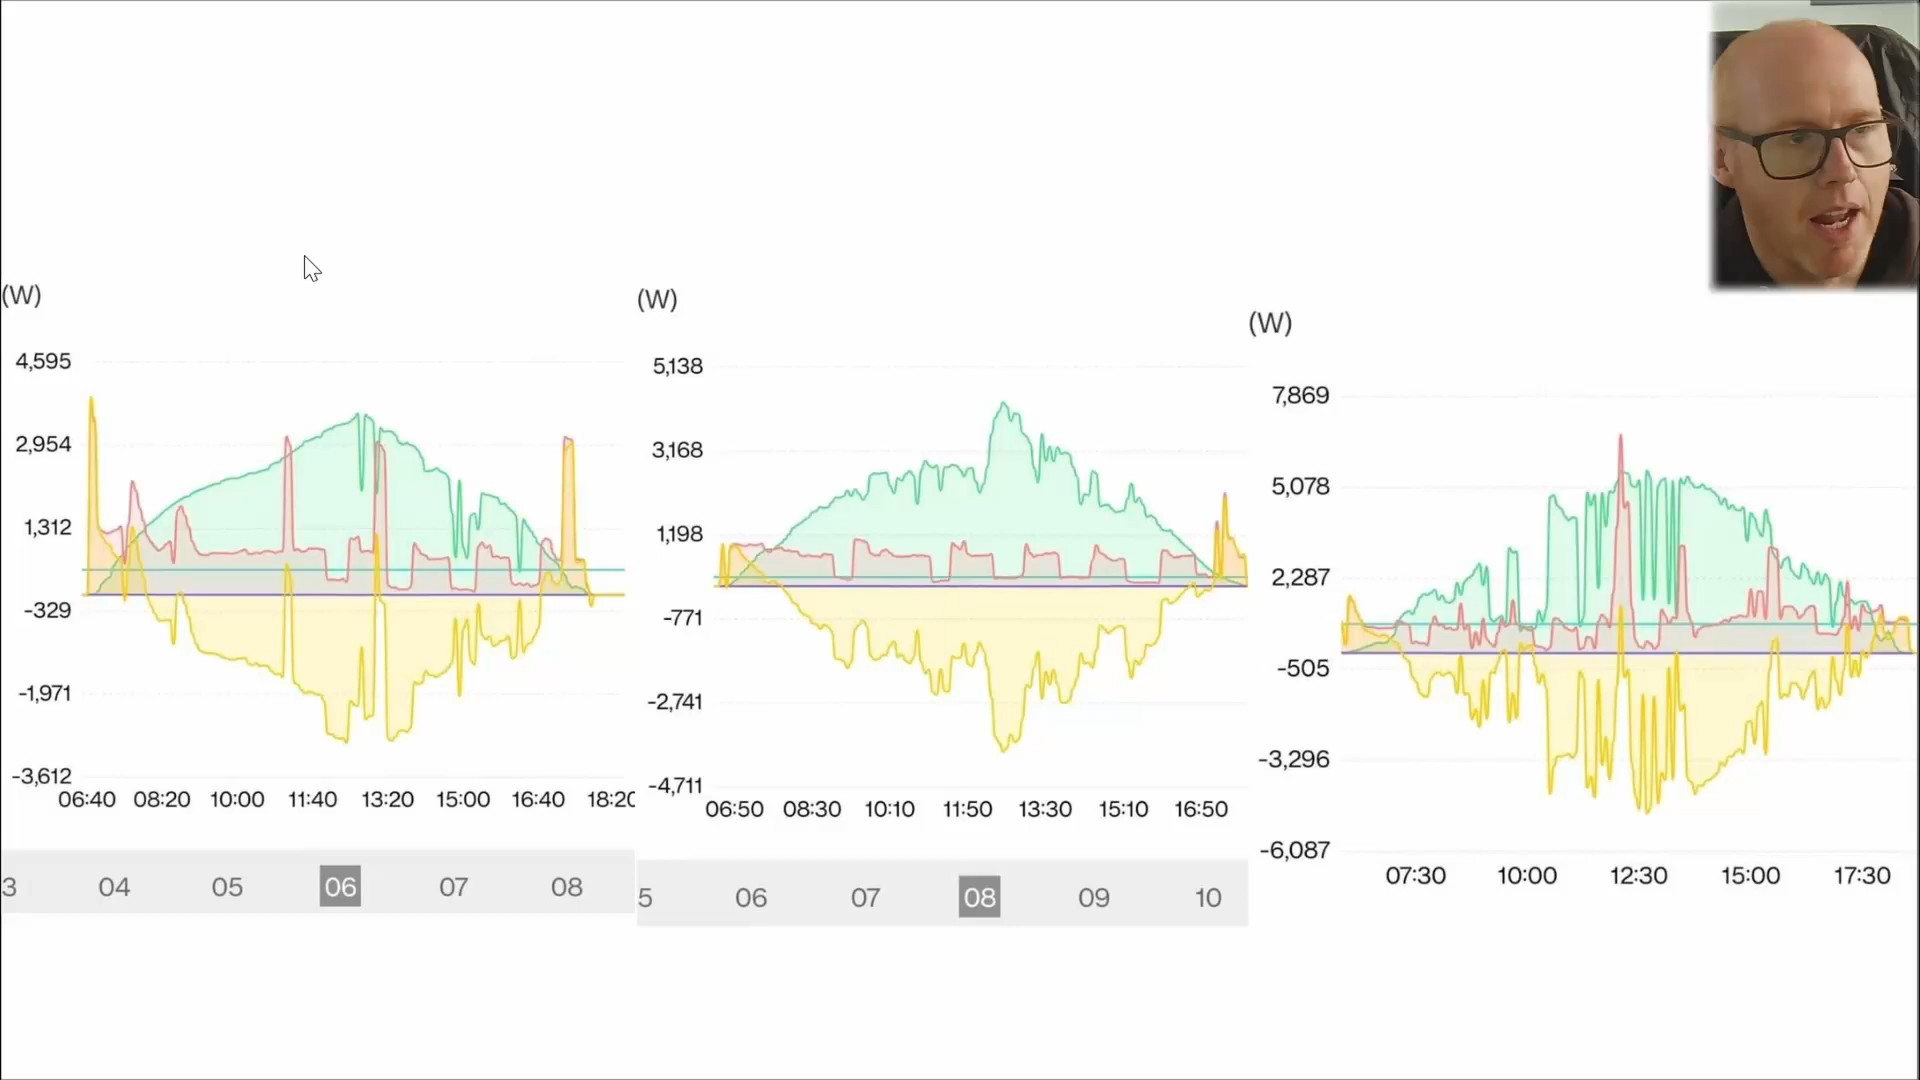 (W)
4,595
2,954
1,312
-329
-1,971
-3,612
06:40 08:20 10:00 11:40 13:20 15:00 16:40 18:20
3 04 05 06 07 08
(W)
5,138
3,168
1,198
-771
-2,741
-4,711
06:50 08:30 10:10 11:50 13:30 15:10 16:50
5 06 07 08 09 10
(W)
7,869
5,078
2,287
-505
-3,296
-6,087
07:30 10:00 12:30 15:00 17:30